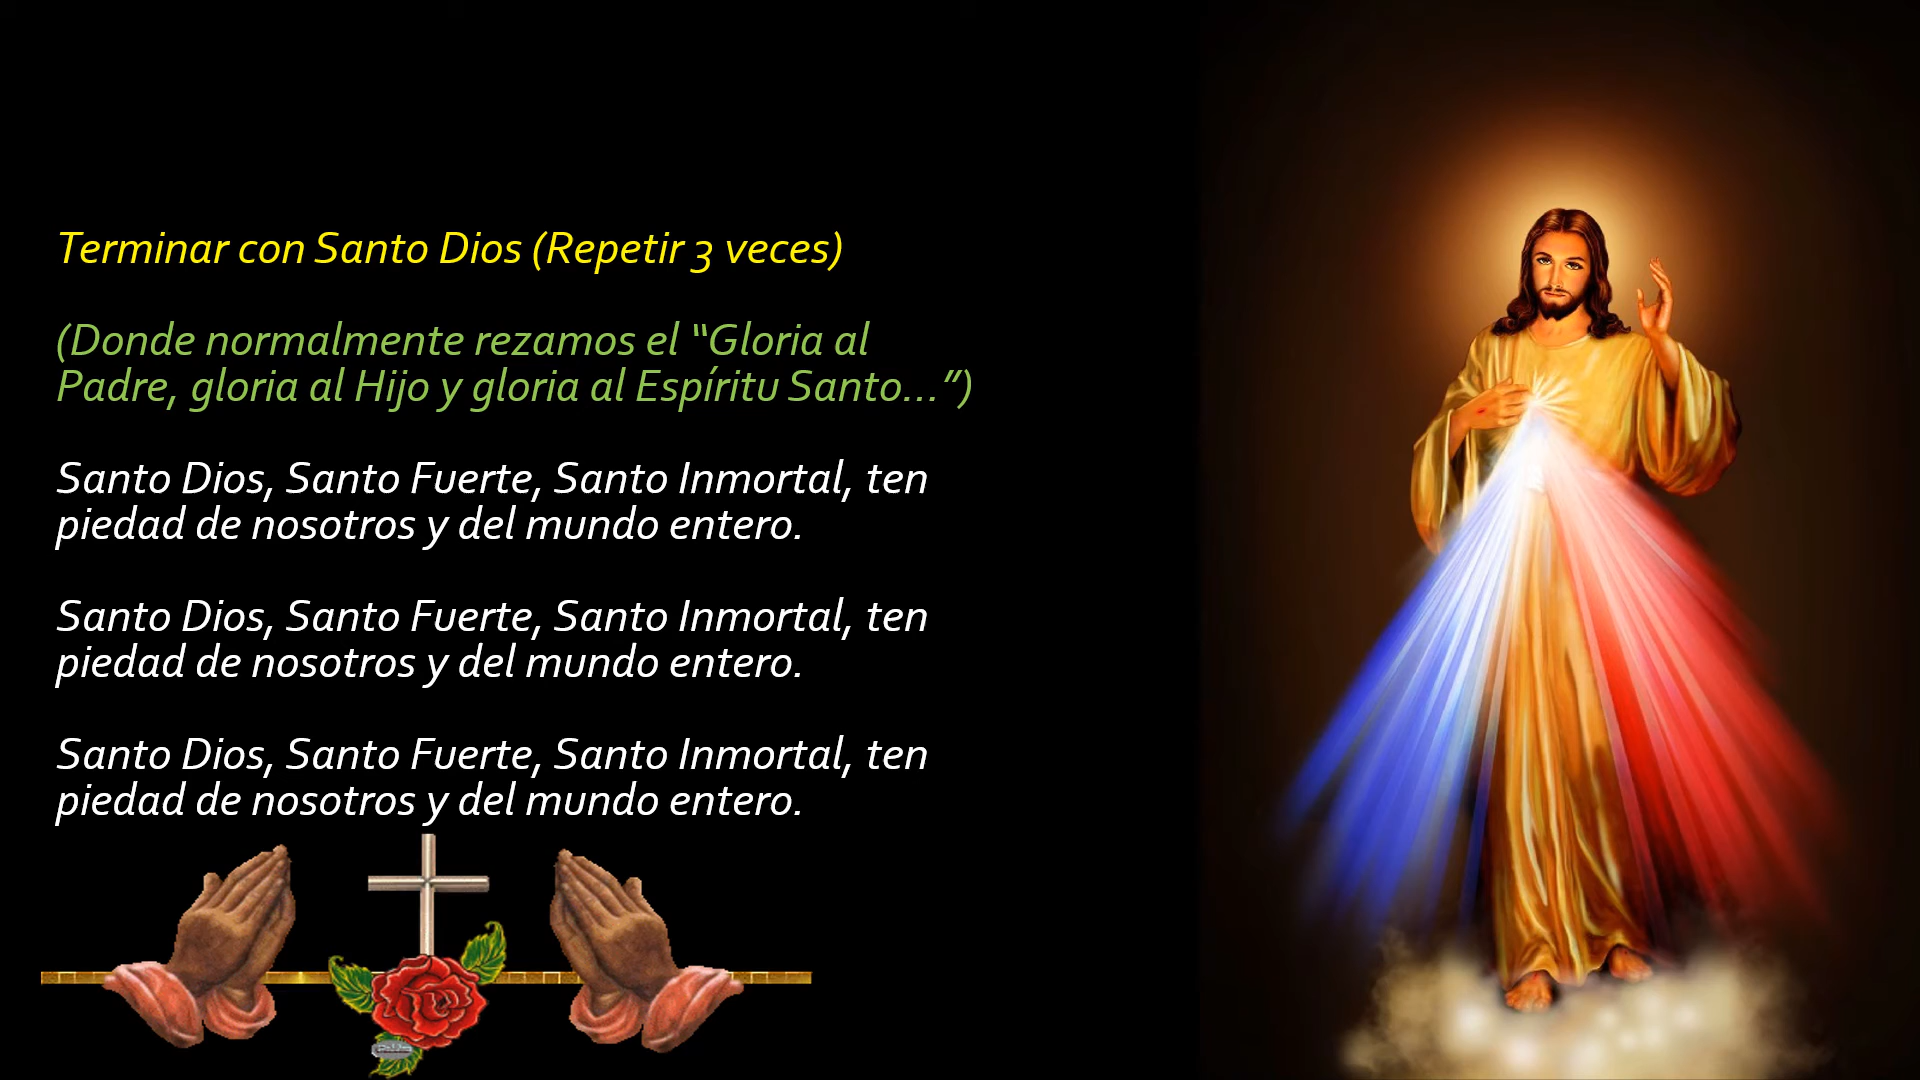 Terminar con Santo Dios (Repetir 3 veces)
(Donde normalmente rezamos el “Gloria al
Padre, gloria al Hijo y gloria al Espíritu Santo...”)
Santo Dios, Santo Fuerte, Santo Inmortal, ten
piedad de nosotros y del mundo entero.
Santo Dios, Santo Fuerte, Santo Inmortal, ten
piedad de nosotros y del mundo entero.
Santo Dios, Santo Fuerte, Santo Inmortal, ten
piedad de nosotros y del mundo entero.